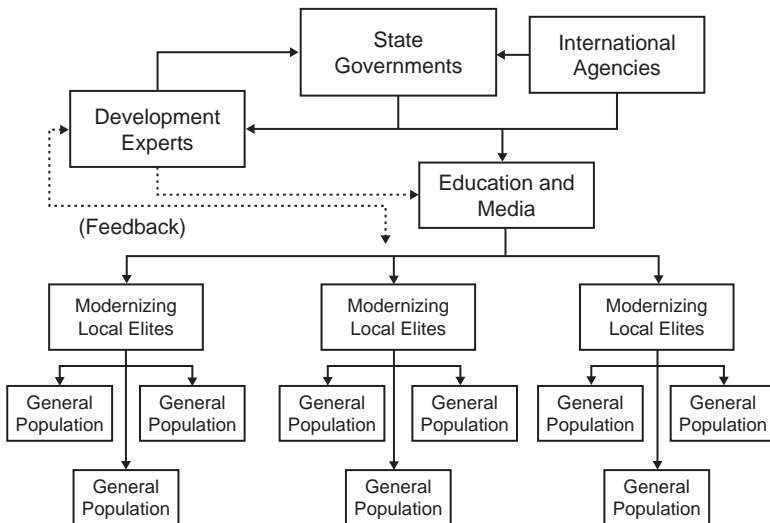 State
Governments
International
Agencies
Development
Experts
Education and
Media
(Feedback)
Modernizing
Local Elites
Modernizing
Local Elites
Modernizing
Local Elites
General
Population
General
Population
General
Population
General
Population
General
Population
General
Population
General
Population
General
Population
General
Population